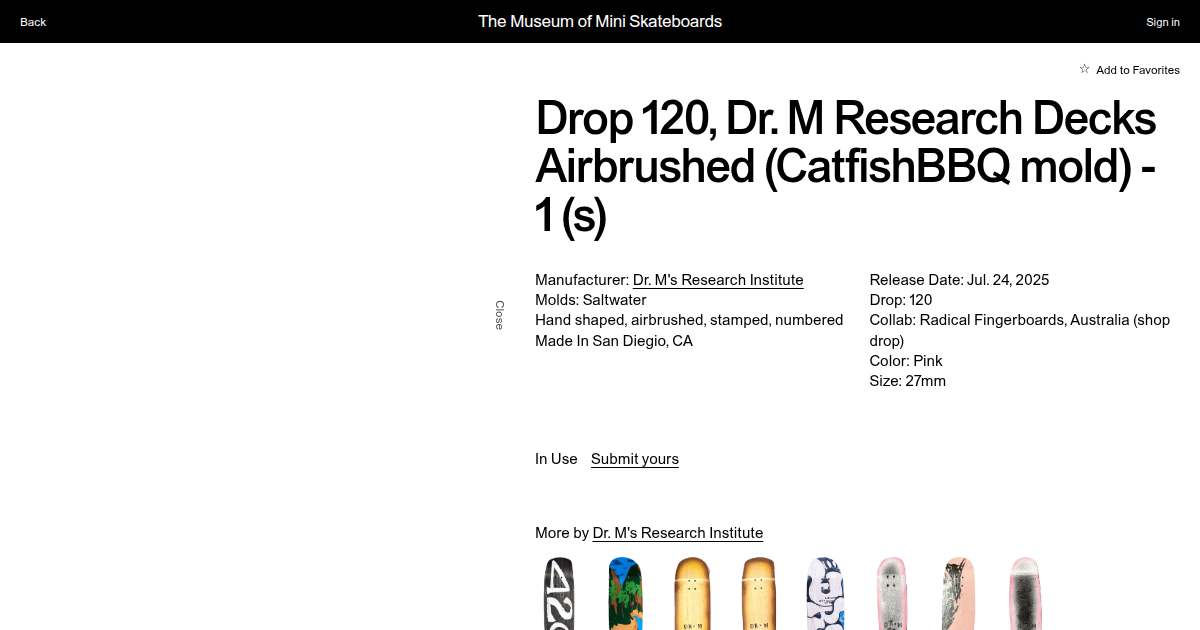 Back
The Museum of Mini Skateboards
Sign in
☆ Add to Favorites
Drop 120, Dr. M Research Decks
Airbrushed (CatfishBBQ mold) -
1 (s)
Manufacturer: Dr. M's Research Institute
Molds: Saltwater
Hand shaped, airbrushed, stamped, numbered
Made In San Diegio, CA
Release Date: Jul. 24, 2025
Drop: 120
Collab: Radical Fingerboards, Australia (shop
drop)
Color: Pink
Size: 27mm
Close
In Use Submit yours
More by Dr. M's Research Institute